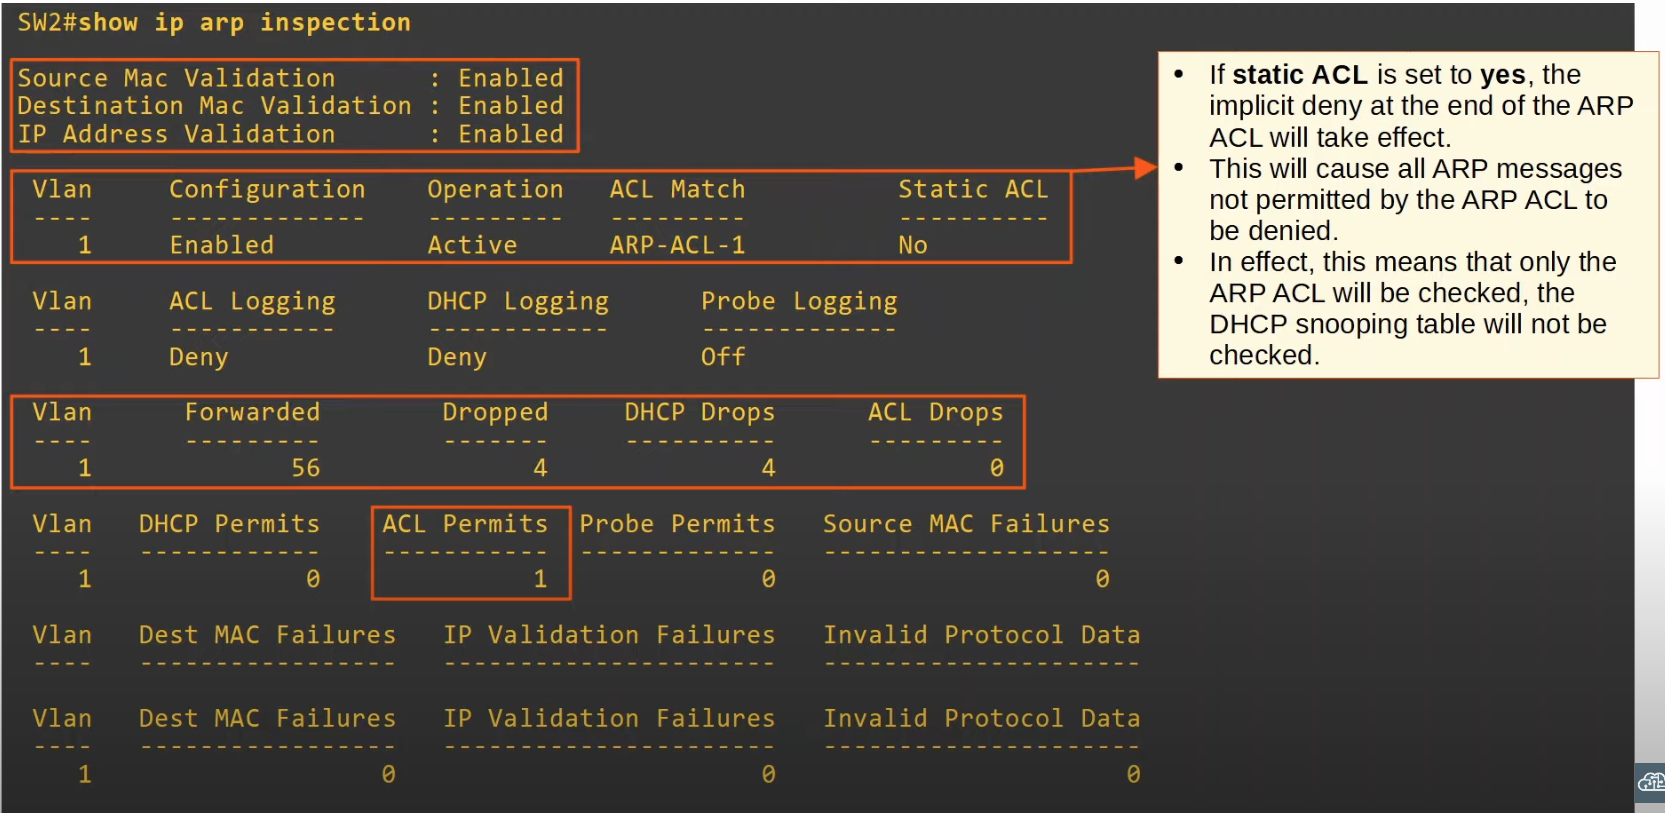 SW2#show ip arp inspection
Source Mac Validation      : Enabled
Destination Mac Validation : Enabled
IP Address Validation      : Enabled
Vlan     Configuration    Operation   ACL Match          Static ACL
----     -------------    ---------   ---------          ----------
   1     Enabled          Active      ARP-ACL-1          No
Vlan     ACL Logging      DHCP Logging      Probe Logging
----     -----------      ------------      -------------
   1     Deny             Deny              Off
Vlan      Forwarded        Dropped     DHCP Drops      ACL Drops
----      ---------        -------     ----------      ---------
   1             56              4              4              0
Vlan   DHCP Permits    ACL Permits  Probe Permits   Source MAC Failures
----   ------------    -----------  -------------   -------------------
   1              0              1              0                     0
Vlan   Dest MAC Failures   IP Validation Failures   Invalid Protocol Data
----   -----------------   ----------------------   ---------------------
Vlan   Dest MAC Failures   IP Validation Failures   Invalid Protocol Data
----   -----------------   ----------------------   ---------------------
   1                   0                        0                       0
• If static ACL is set to yes, the
implicit deny at the end of the ARP
ACL will take effect.
• This will cause all ARP messages
not permitted by the ARP ACL to
be denied.
• In effect, this means that only the
ARP ACL will be checked, the
DHCP snooping table will not be
checked.